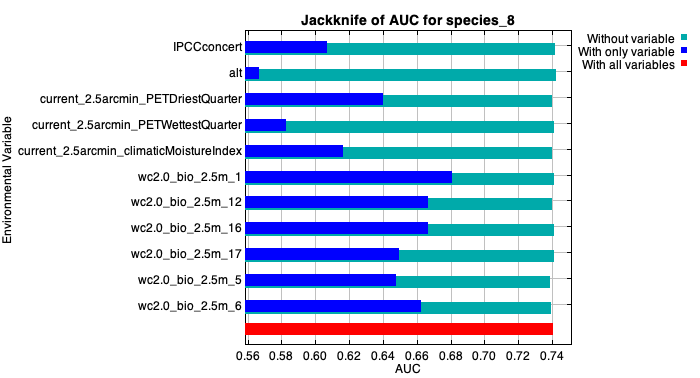 Jackknife of AUC for species_8
IPCCconcert
alt
current_2.5arcmin_PETDriestQuarter
current_2.5arcmin_PETWettestQuarter
current_2.5arcmin_climaticMoistureIndex
wc2.0_bio_2.5m_1
wc2.0_bio_2.5m_12
wc2.0_bio_2.5m_16
wc2.0_bio_2.5m_17
wc2.0_bio_2.5m_5
wc2.0_bio_2.5m_6
Environmental Variable
0.56 0.58 0.60 0.62 0.64 0.66 0.68 0.70 0.72 0.74
AUC
Without variable
With only variable
With all variables